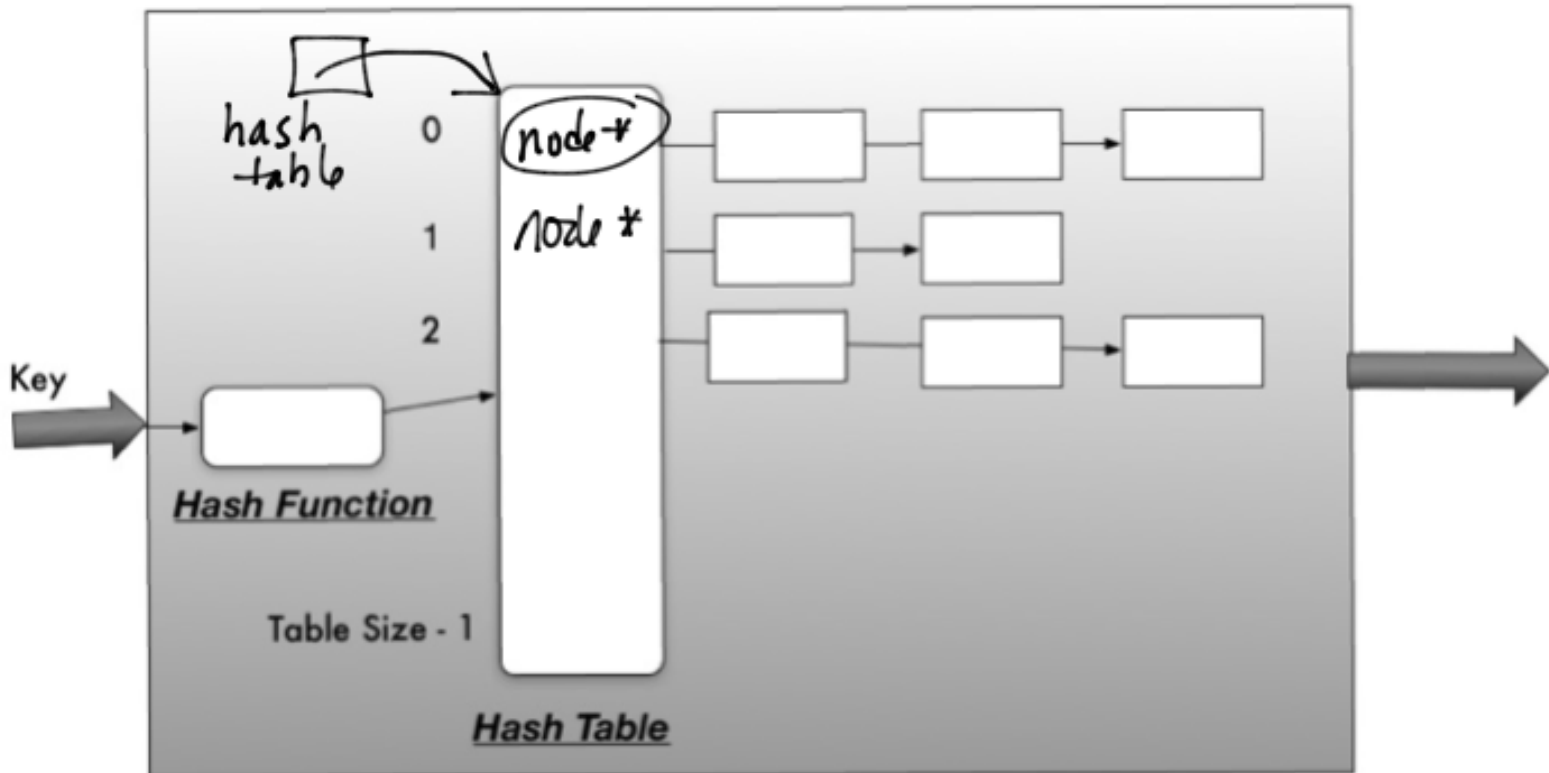 hash
table
0
node *
1
node *
2
Key
Hash Function
Table Size - 1
Hash Table